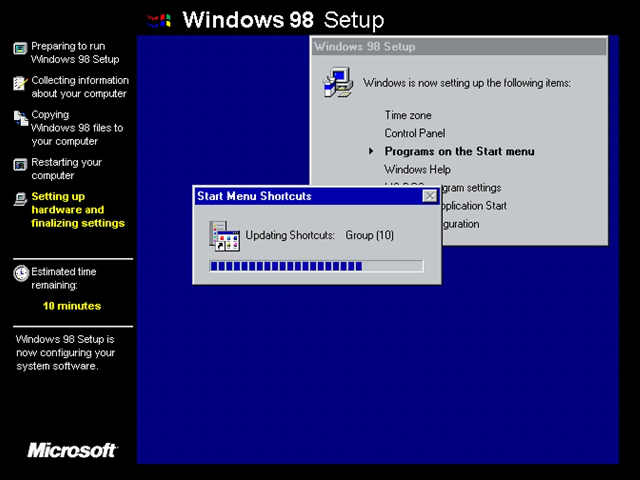 Windows 98 Setup
Preparing to run
Windows 98 Setup
Collecting information
about your computer
Copying
Windows 98 files to
your computer
Restarting your
computer
Setting up
hardware and
finalizing settings
Estimated time
remaining:
10 minutes
Windows 98 Setup is
now configuring your
system software.
Microsoft
Windows 98 Setup
Windows is now setting up the following items:
Time zone
Control Panel
Programs on the Start menu
Windows Help
settings
Start
Start Menu Shortcuts
Updating Shortcuts: Group (10)